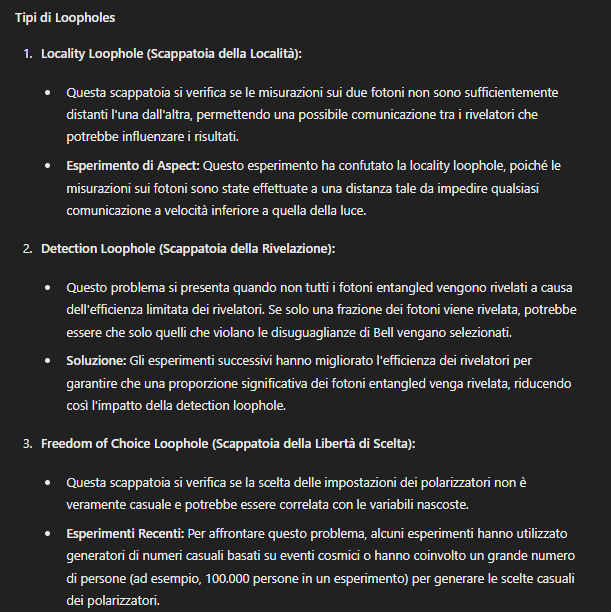 Tipi di Loopholes
1. Locality Loophole (Scappatoia della Località):
• Questa scappatoia si verifica se le misurazioni sui due fotoni non sono sufficientemente
distanti l'una dall'altra, permettendo una possibile comunicazione tra i rivelatori che
potrebbe influenzare i risultati.
• Esperimento di Aspect: Questo esperimento ha confutato la locality loophole, poiché le
misurazioni sui fotoni sono state effettuate a una distanza tale da impedire qualsiasi
comunicazione a velocità inferiore a quella della luce.
2. Detection Loophole (Scappatoia della Rivelazione):
• Questo problema si presenta quando non tutti i fotoni entangled vengono rivelati a causa
dell'efficienza limitata dei rivelatori. Se solo una frazione dei fotoni viene rivelata, potrebbe
essere che solo quelli che violano le disuguaglianze di Bell vengano selezionati.
• Soluzione: Gli esperimenti successivi hanno migliorato l'efficienza dei rivelatori per
garantire che una proporzione significativa dei fotoni entangled venga rivelata, riducendo
così l'impatto della detection loophole.
3. Freedom of Choice Loophole (Scappatoia della Libertà di Scelta):
• Questa scappatoia si verifica se la scelta delle impostazioni dei polarizzatori non è
veramente casuale e potrebbe essere correlata con le variabili nascoste.
• Esperimenti Recenti: Per affrontare questo problema, alcuni esperimenti hanno utilizzato
generatori di numeri casuali basati su eventi cosmici o hanno coinvolto un grande numero
di persone (ad esempio, 100.000 persone in un esperimento) per generare le scelte casuali
dei polarizzatori.